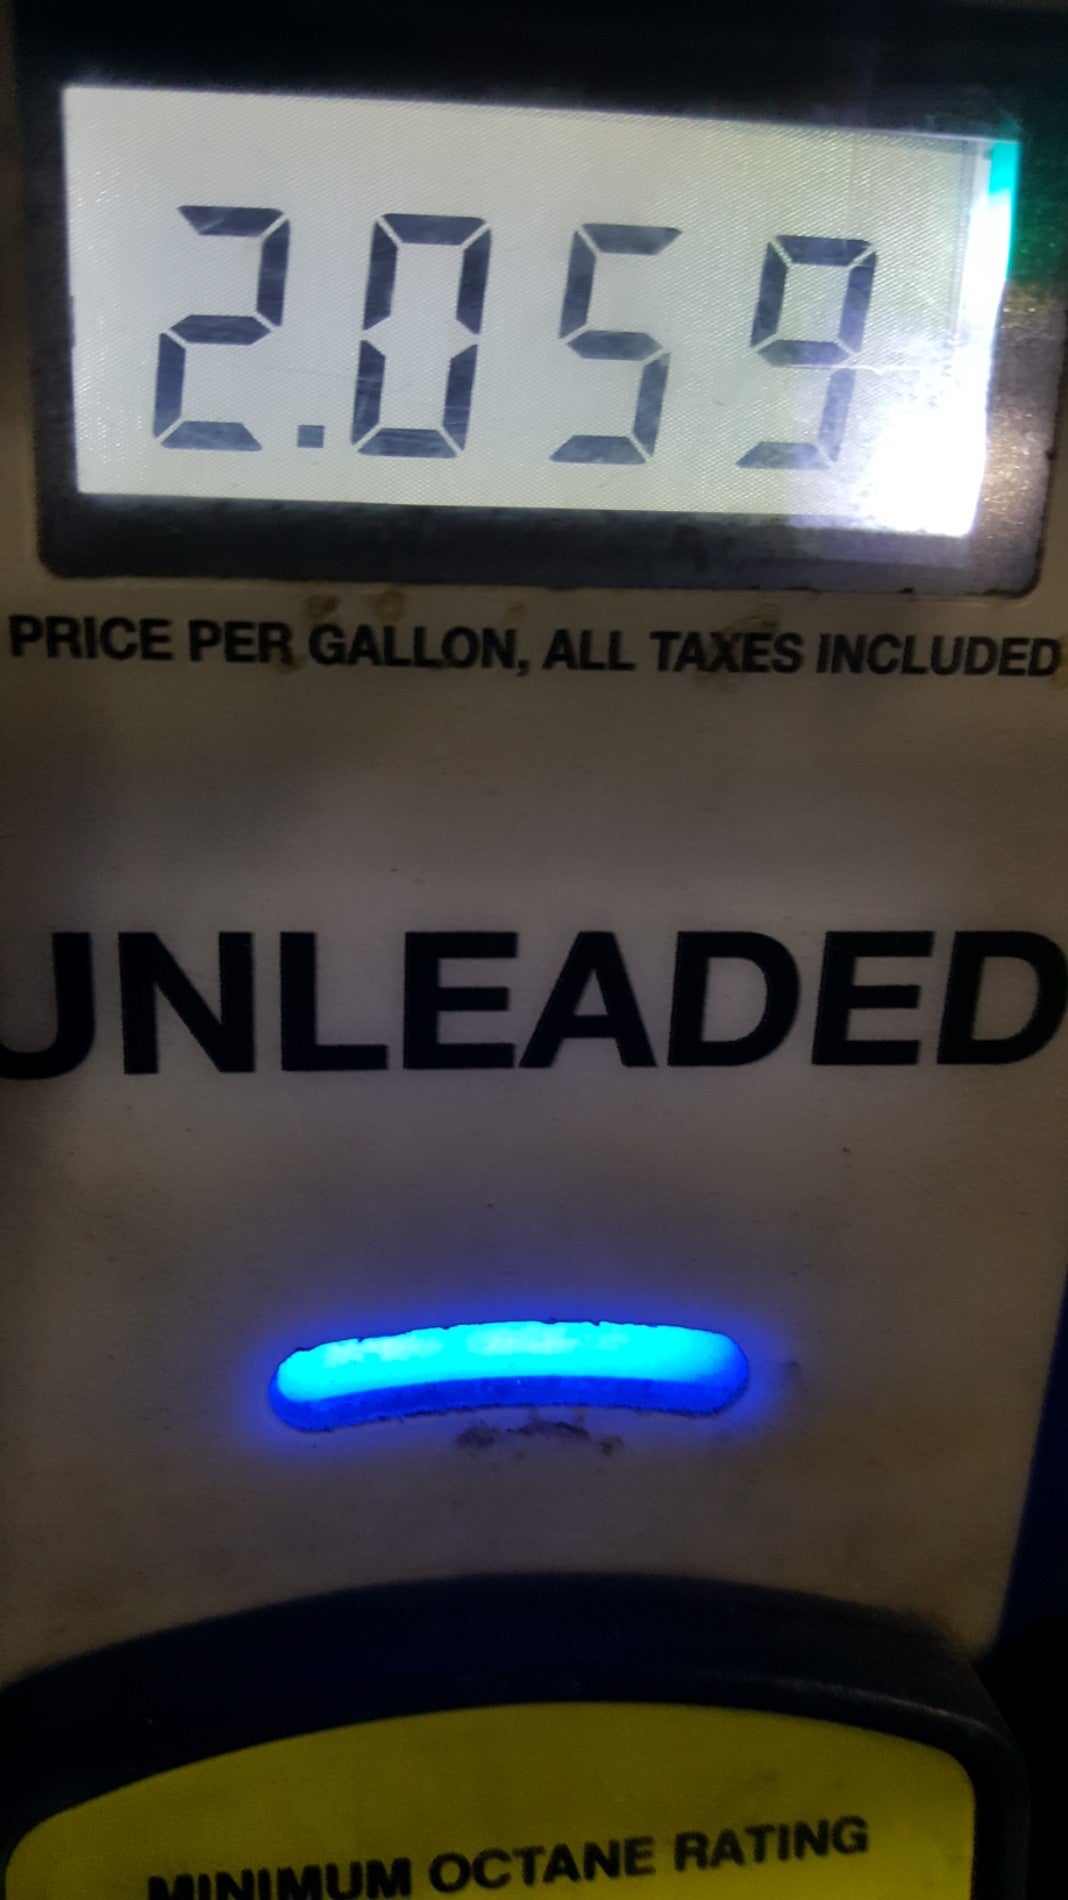 2.059
PRICE PER GALLON, ALL TAXES INCLUDED
UNLEADED
MINIMUM OCTANE RATING